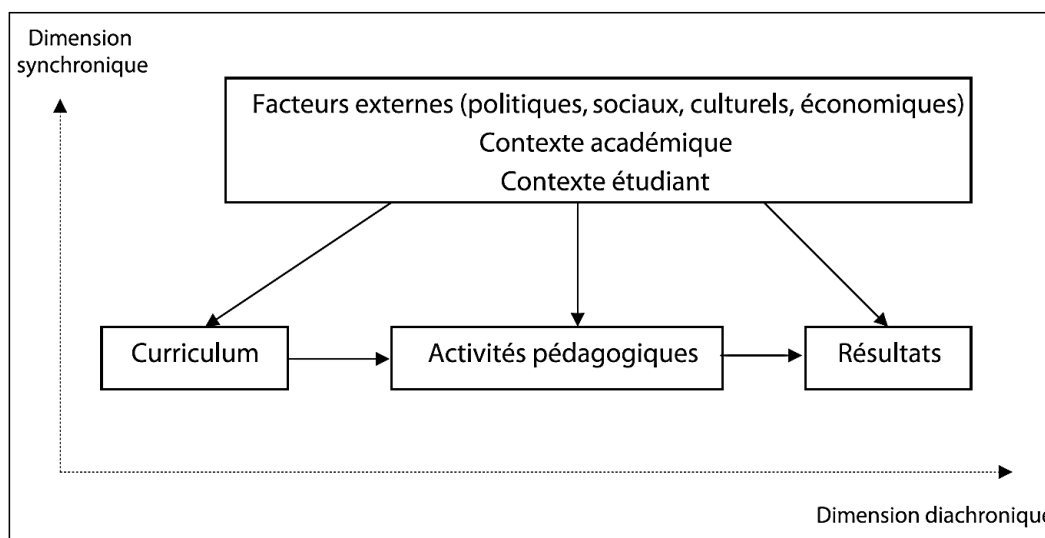 Dimension
synchronique
Facteurs externes (politiques, sociaux, culturels, économiques)
Contexte académique
Contexte étudiant
Curriculum
Activités pédagogiques
Résultats
Dimension diachronique